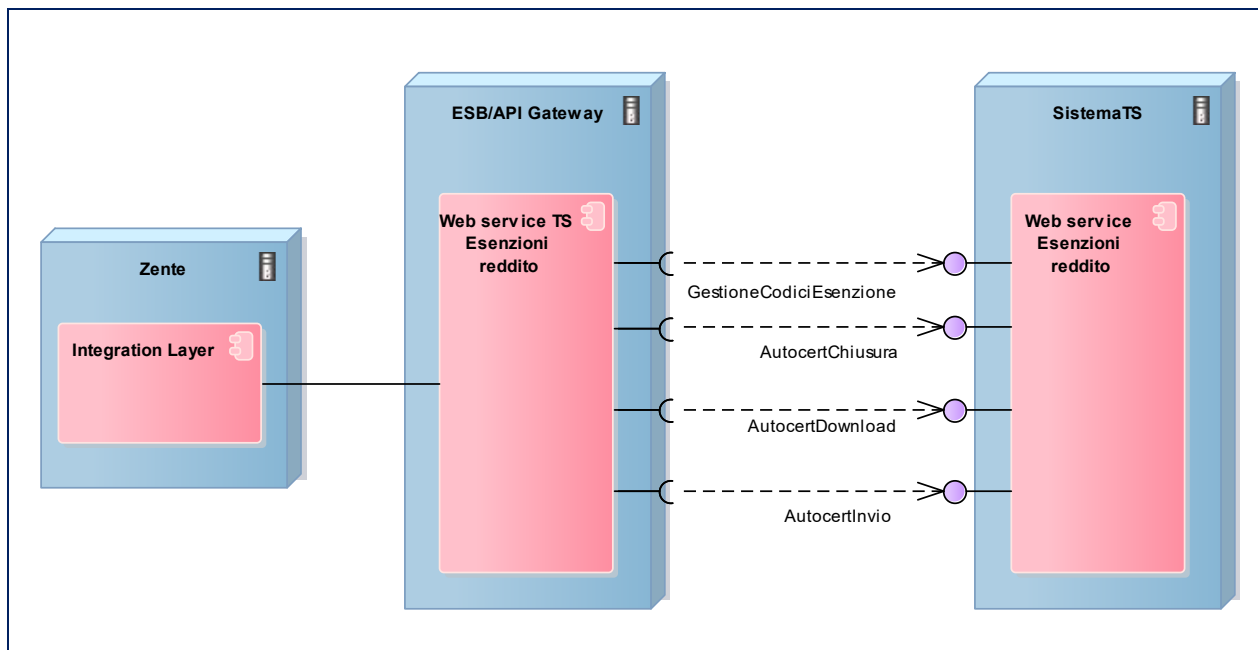 ESB/API Gateway
SistemaTS
Web service TS
Esenzioni
reddito
Web service
Esenzioni
reddito
Zente
Integration Layer
GestioneCodiciEsenzione
AutocertChiusura
AutocertDownload
AutocertInvio